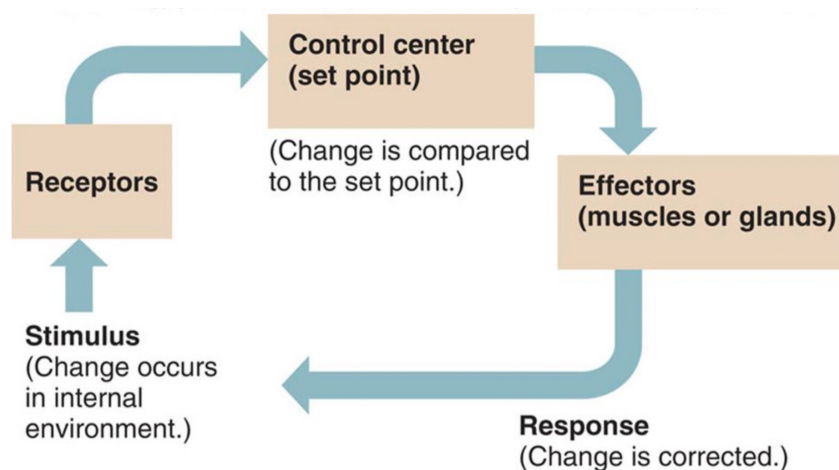 Control center
(set point)
(Change is compared
to the set point.)
Receptors
Effectors
(muscles or glands)
Stimulus
(Change occurs
in internal
environment.)
Response
(Change is corrected.)